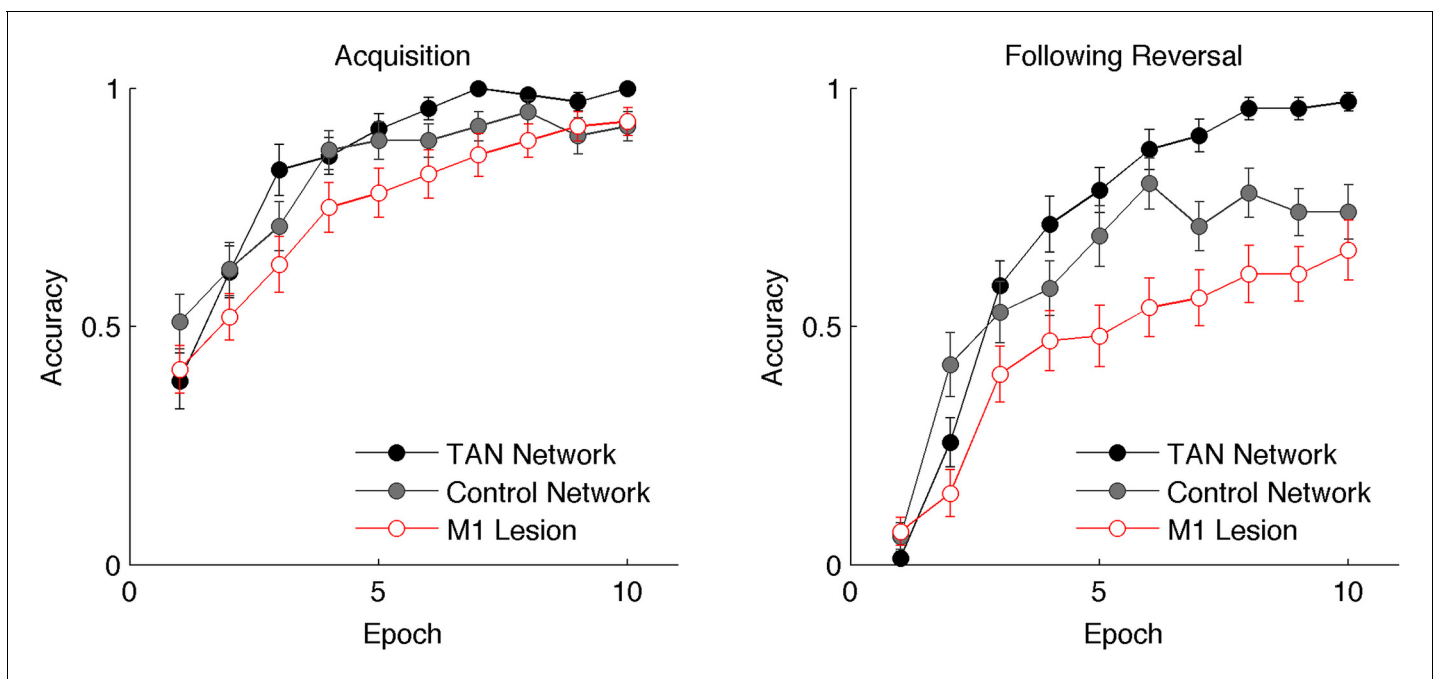 Acquisition
1
0.5
0
Accuracy
TAN Network
Control Network
M1 Lesion
0
5
10
Epoch
Following Reversal
1
0.5
0
Accuracy
TAN Network
Control Network
M1 Lesion
0
5
10
Epoch